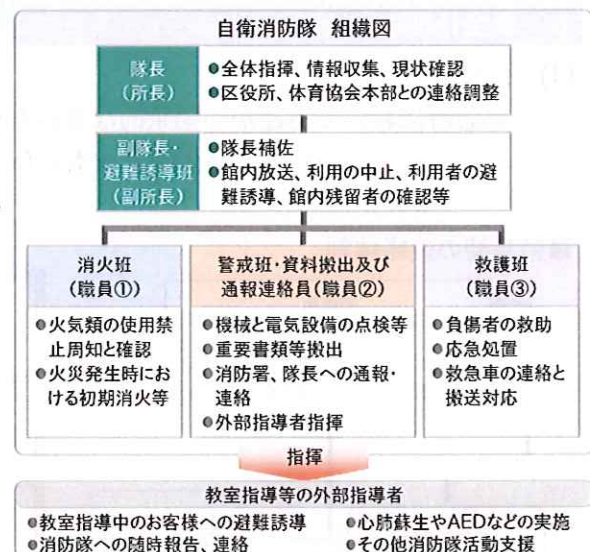 自衛消防隊 組織図
隊長
(所長)
●全体指揮、情報収集、現状確認
●区役所、体育協会本部との連絡調整
副隊長・
避難誘導班
(副所長)
●隊長補佐
●館内放送、利用の中止、利用者の避
難誘導、館内残留者の確認等
消火班
(職員①)
●火気類の使用禁
止周知と確認
●火災発生時にお
ける初期消火等
警戒班・資料搬出及び
通報連絡員(職員②)
●機械と電気設備の点検等
●重要書類等搬出
●消防署、隊長への通報・
連絡
●外部指導者指揮
救護班
(職員③)
●負傷者の救助
●応急処置
●救急車の連絡と
搬送対応
指揮
教室指導等の外部指導者
●教室指導中のお客様への避難誘導
●消防隊への随時報告、連絡
●心肺蘇生やAEDなどの実施
●その他消防隊活動支援